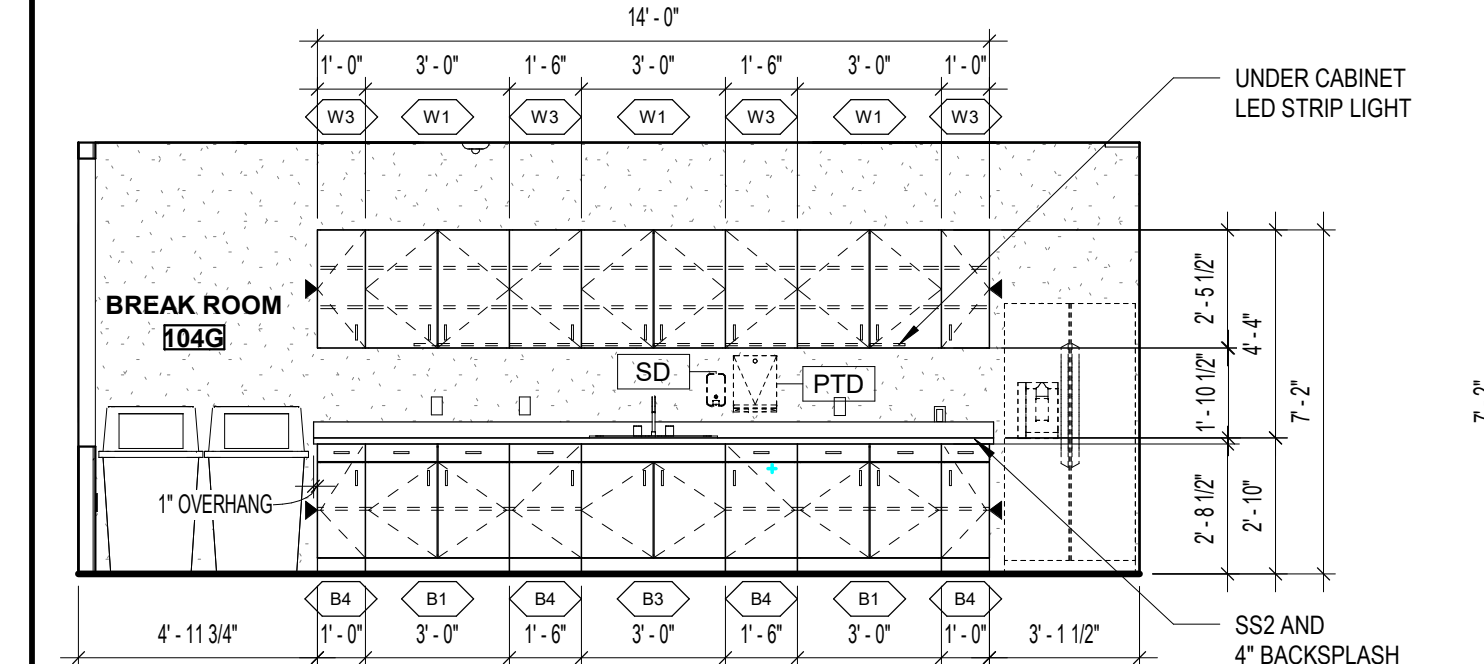 14' - 0"
1' - 0" 3' - 0" 1' - 6" 3' - 0" 1' - 6" 3' - 0" 1' - 0"
W3 W1 W3 W1 W3 W1 W3
UNDER CABINET
LED STRIP LIGHT
BREAK ROOM
104G
SD
PTD
2' - 5 1/2"
1' - 10 1/2"
2' - 8 1/2"
4' - 4"
2' - 10"
7' - 2"
7' - 2"
1" OVERHANG
B4 B1 B4 B3 B4 B1 B4
4' - 11 3/4" 1' - 0" 3' - 0" 1' - 6" 3' - 0" 1' - 6" 3' - 0" 1' - 0" 3' - 1 1/2"
SS2 AND
4" BACKSPLASH